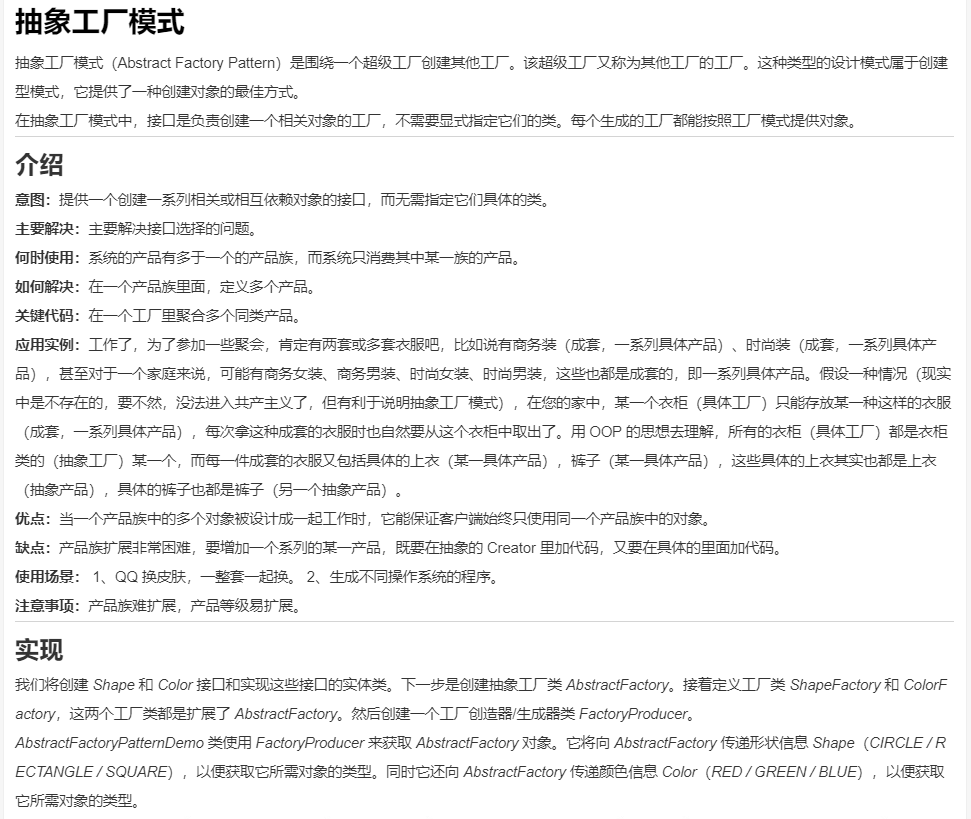 抽象工厂模式
抽象工厂模式（Abstract Factory Pattern）是围绕一个超级工厂创建其他工厂。该超级工厂又称为其他工厂的工厂。这种类型的设计模式属于创建
型模式，它提供了一种创建对象的最佳方式。
在抽象工厂模式中，接口是负责创建一个相关对象的工厂，不需要显式指定它们的类。每个生成的工厂都能按照工厂模式提供对象。
介绍
意图：提供一个创建一系列相关或相互依赖对象的接口，而无需指定它们具体的类。
主要解决：主要解决接口选择的问题。
何时使用：系统的产品有多于一个的产品族，而系统只消费其中某一族的产品。
如何解决：在一个产品族里面，定义多个产品。
关键代码：在一个工厂里聚合多个同类产品。
应用实例：工作了，为了参加一些聚会，肯定有两套或多套衣服吧，比如说有商务装（成套，一系列具体产品）、时尚装（成套，一系列具体产
品），甚至对于一个家庭来说，可能有商务女装、商务男装、时尚女装、时尚男装，这些也都是成套的，即一系列具体产品。假设一种情况（现实
中是不存在的，要不然，没法进入共产主义了，但有利于说明抽象工厂模式），在您的家中，某一个衣柜（具体工厂）只能存放某一种这样的衣服
（成套，一系列具体产品），每次拿这种成套的衣服时也自然要从这个衣柜中取出了。用 OOP 的思想去理解，所有的衣柜（具体工厂）都是衣柜
类的（抽象工厂）某一个，而每一件成套的衣服又包括具体的上衣（某一具体产品），裤子（某一具体产品），这些具体的上衣其实也都是上衣
（抽象产品），具体的裤子也都是裤子（另一个抽象产品）。
优点：当一个产品族中的多个对象被设计成一起工作时，它能保证客户端始终只使用同一个产品族中的对象。
缺点：产品族扩展非常困难，要增加一个系列的某一产品，既要在抽象的 Creator 里加代码，又要在具体的里面加代码。
使用场景： 1、QQ 换皮肤，一整套一起换。 2、生成不同操作系统的程序。
注意事项：产品族难扩展，产品等级易扩展。
实现
我们将创建 Shape 和 Color 接口和实现这些接口的实体类。下一步是创建抽象工厂类 AbstractFactory。接着定义工厂类 ShapeFactory 和 ColorF
actory，这两个工厂类都是扩展了 AbstractFactory。然后创建一个工厂创造器/生成器类 FactoryProducer。
AbstractFactoryPatternDemo 类使用 FactoryProducer 来获取 AbstractFactory 对象。它将向 AbstractFactory 传递形状信息 Shape（CIRCLE / R
ECTANGLE / SQUARE），以便获取它所需对象的类型。同时它还向 AbstractFactory 传递颜色信息 Color（RED / GREEN / BLUE），以便获取
它所需对象的类型。